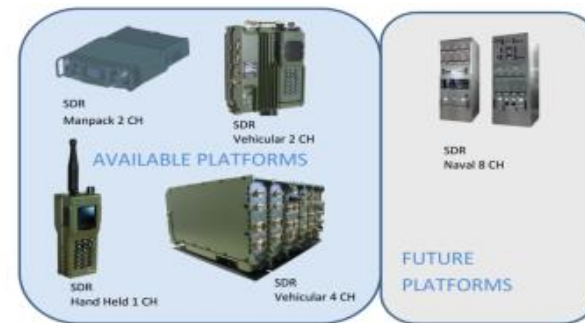 SDR
Manpack 2 CH
SDR
Vehicular 2 CH
AVAILABLE PLATFORMS
SDR
Hand Held 1 CH
SDR
Vehicular 4 CH
SDR
Naval 8 CH
FUTURE
PLATFORMS